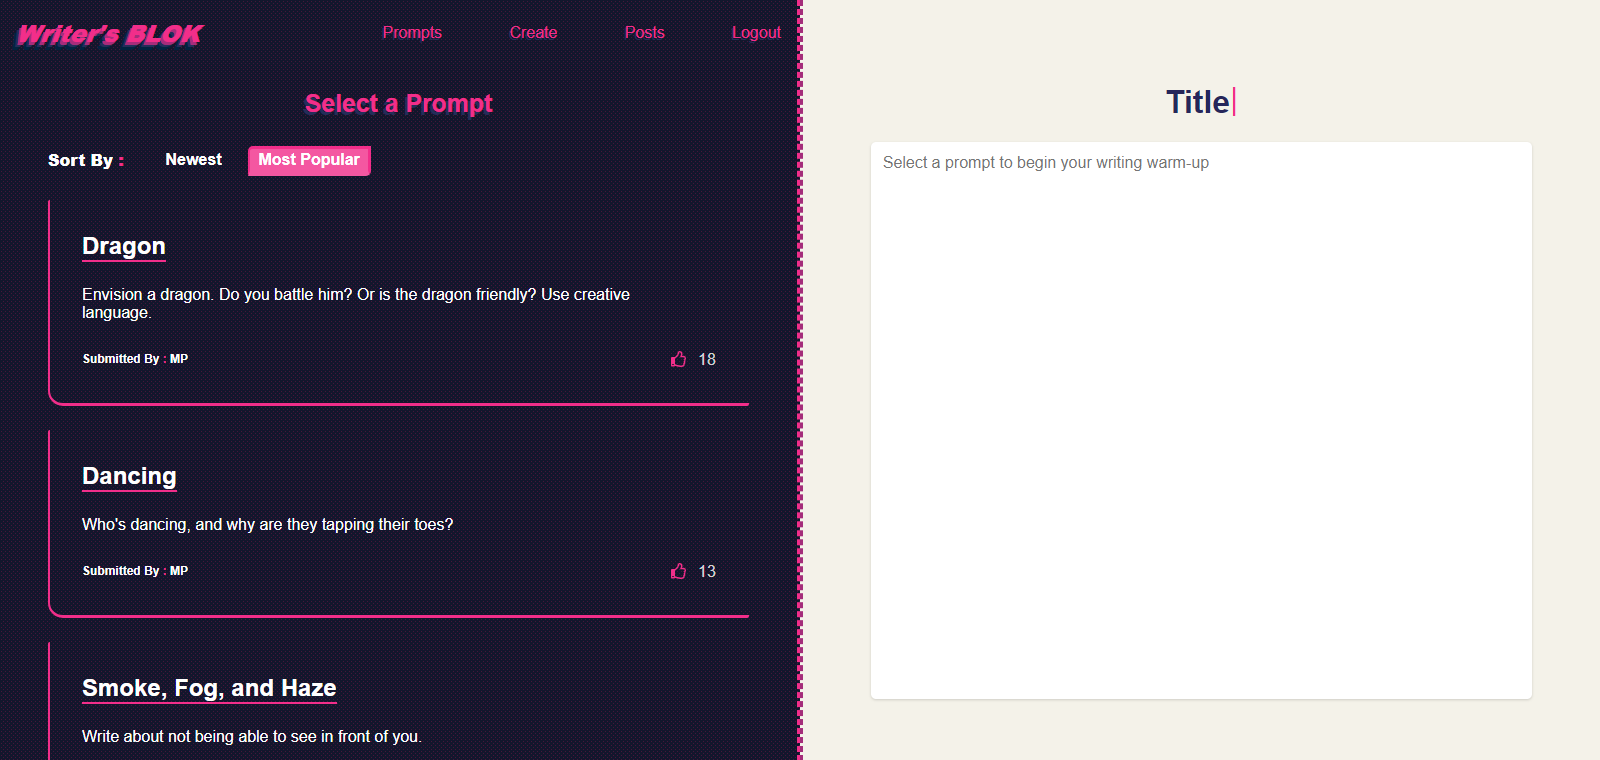 Writer's BLOK
Prompts
Create
Posts
Logout
Select a Prompt
Sort By :
Newest
Most Popular
Dragon
Envision a dragon. Do you battle him? Or is the dragon friendly? Use creative
language.
Submitted By : MP
18
Dancing
Who's dancing, and why are they tapping their toes?
Submitted By : MP
13
Smoke, Fog, and Haze
Write about not being able to see in front of you.
Title
Select a prompt to begin your writing warm-up